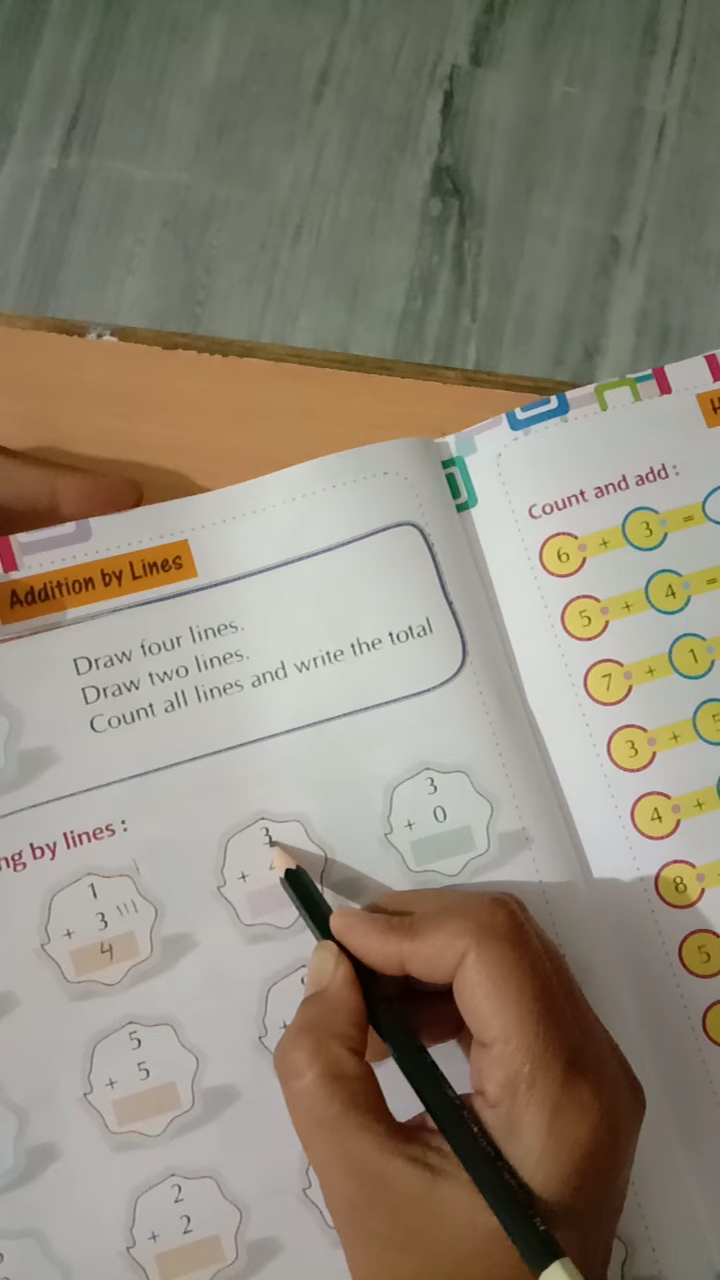 Addition by Lines
Draw four lines.
Draw two lines.
Count all lines and write the total
ng by lines :
1
+ 3
4
3
+
3
+ 0
5
+ 5
2
+ 2
Count and add :
6 + 3 =
5 + 4 =
7 + 1
3 + 5
4 +
8
5